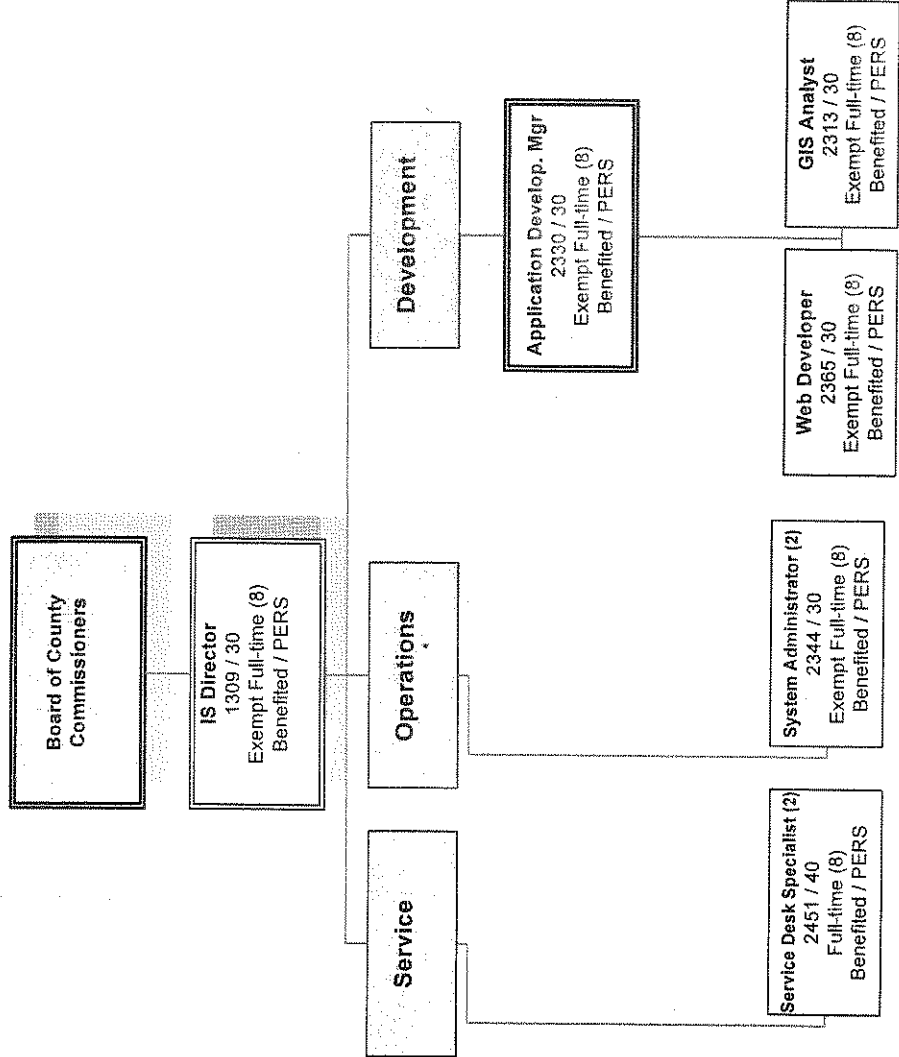 Board of County
Commissioners
IS Director
1309 / 30
Exempt Full-time (8)
Benefited / PERS
Service
Operations
Development
Application Develop. Mgr
2330 / 30
Exempt Full-time (8)
Benefited / PERS
Service Desk Specialist (2)
2451 / 40
Full-time (8)
Benefited / PERS
System Administrator (2)
2344 / 30
Exempt Full-time (8)
Benefited / PERS
Web Developer
2365 / 30
Exempt Full-time (8)
Benefited / PERS
GIS Analyst
2313 / 30
Exempt Full-time (8)
Benefited / PERS